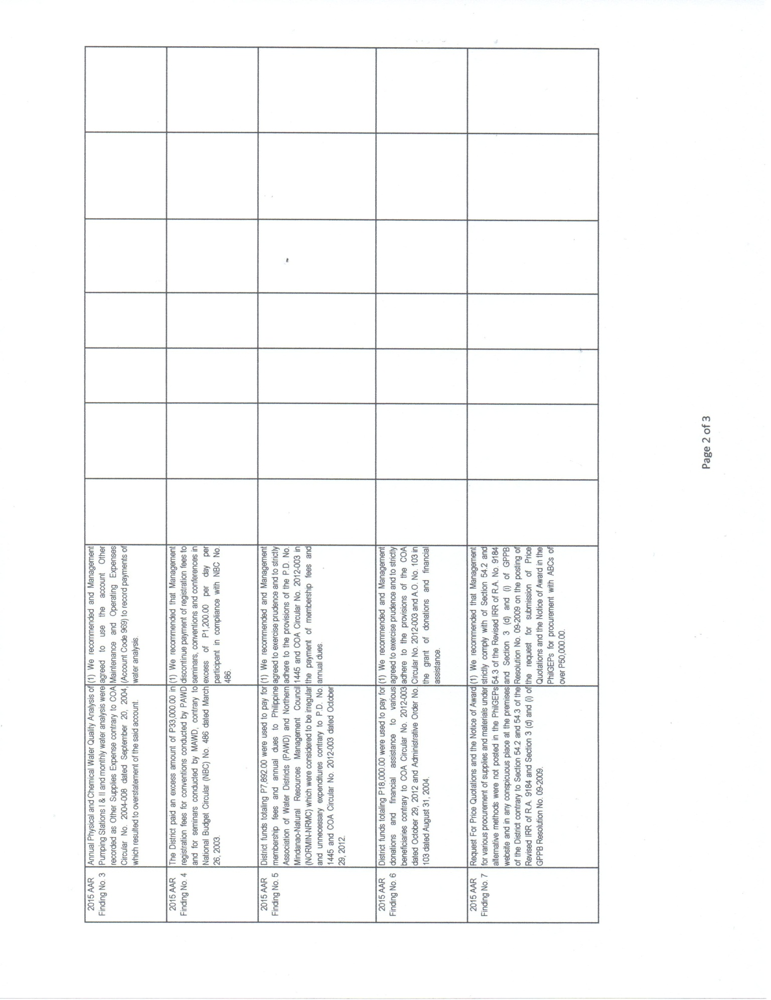 2015 AAR
Finding No. 3
Annual Physical and Chemical Water Quality Analysis of
Pumping Stations I & II and monthly water analysis were
recorded as Other Supplies Expense contrary to COA
Circular No. 2004-008 dated September 20, 2004,
which resulted to overstatement of the said account.
(1) We recommended and Management
agreed to use the account Other
Maintenance and Operating Expenses
(Account Code 969) to record payments of
water analysis.
2015 AAR
Finding No. 4
The District paid an excess amount of P33,000.00 in
registration fees for conventions conducted by PAWD
and for seminars conducted by MAWD, contrary to
National Budget Circular (NBC) No. 486 dated March
26, 2003.
(1) We recommended that Management
discontinue payment of registration fees to
seminars, conventions and conferences in
excess of P1,200.00 per day per
participant in compliance with NBC No.
486.
2015 AAR
Finding No. 5
District funds totaling P7,892.00 were used to pay for
membership fees and annual dues to Philippine
Association of Water Districts (PAWD) and Northern
Mindanao-Natural Resources Management Council
(NORMIN-NRMC) which were considered to be irregular
and unnecessary expenditures contrary to P.D. No.
1445 and COA Circular No. 2012-003 dated October
29, 2012.
(1) We recommended and Management
agreed to exercise prudence and to strictly
adhere to the provisions of the P.D. No.
1445 and COA Circular No. 2012-003 in
the payment of membership fees and
annual dues.
2015 AAR
Finding No. 6
District funds totaling P18,000.00 were used to pay for
donations and financial assistance to various
beneficiaries contrary to COA Circular No. 2012-003
dated October 29, 2012 and Administrative Order No.
103 dated August 31, 2004.
(1) We recommended and Management
agreed to exercise prudence and to strictly
adhere to the provisions of the COA
Circular No. 2012-003 and A.O. No. 103 in
the grant of donations and financial
assistance.
2015 AAR
Finding No. 7
Request For Price Quotations and the Notice of Award
for various procurement of supplies and materials under
alternative methods were not posted in the PhilGEPs
website and in any conspicuous place at the premises
of the District contrary to Section 54.2 and 54.3 of the
Revised IRR of R.A. 9184 and Section 3 (d) and (i) of
GPPB Resolution No. 09-2009.
(1) We recommended that Management
strictly comply with of Section 54.2 and
54.3 of the Revised IRR of R.A. No. 9184
and Section 3 (d) and (i) of GPPB
Resolution No. 09-2009 on the posting of
the request for submission of Price
Quotations and the Notice of Award in the
PhilGEPs for procurement with ABCs of
over P50,000.00.
Page 2 of 3